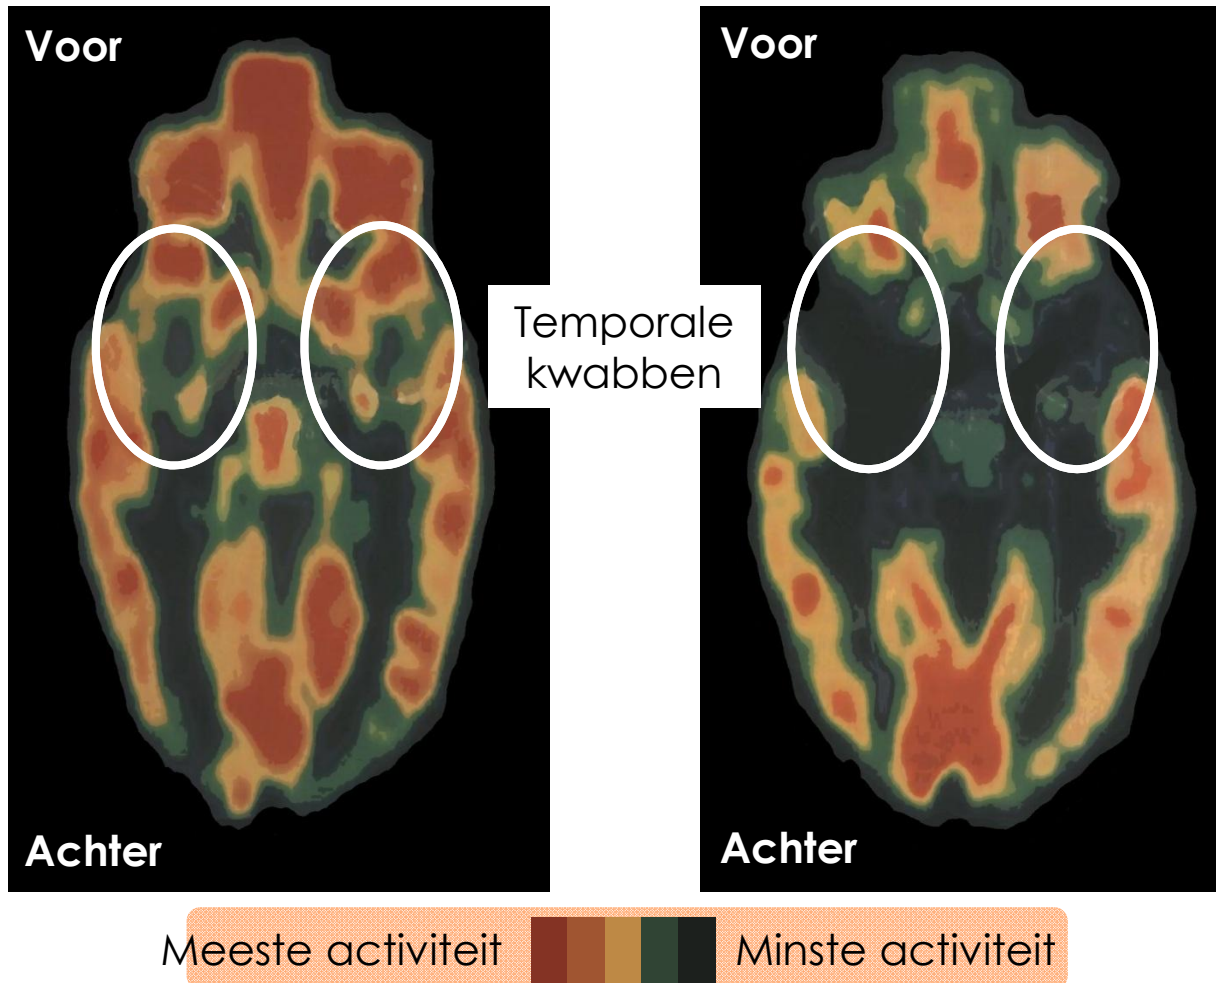 Voor
Voor
Temporale
kwabben
Achter
Achter
Meeste activiteit
Minste activiteit